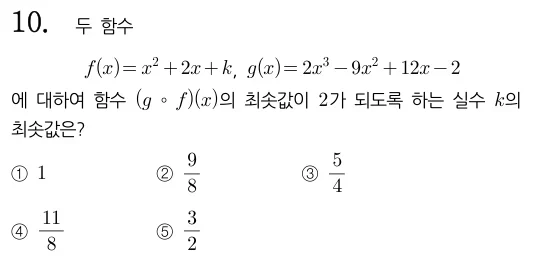 10. 두 함수
f(x)=x²+2x+k, g(x)=2x³−9x²+12x−2
에 대하여 함수 (g∘f)(x)의 최솟값이 2가 되도록 하는 실수 k의
최솟값은?
① 1 ② 9/8 ③ 5/4
④ 11/8 ⑤ 3/2